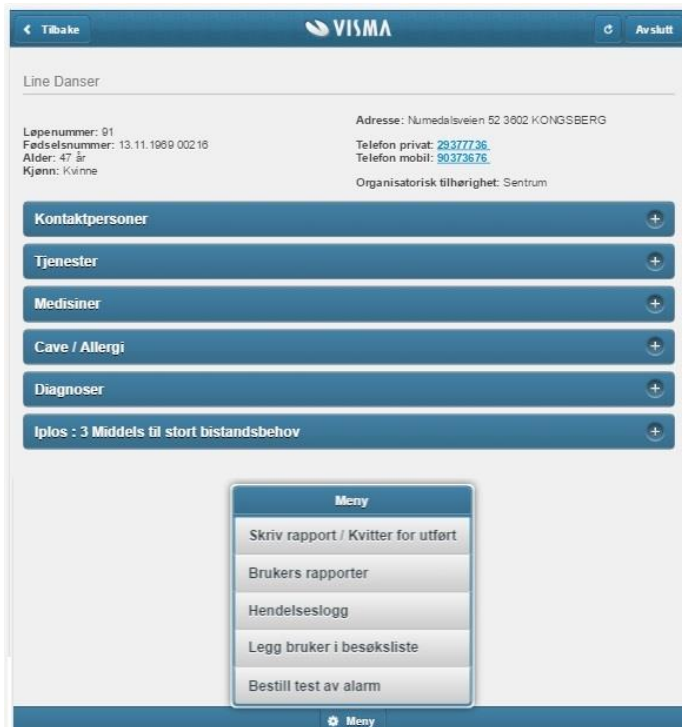 Tilbake
VISMA
Avslutt
Line Danser
Løpenummer: 91
Fødselsnummer: 13.11.1969 00216
Alder: 47 år
Kjønn: Kvinne
Adresse: Numedalsveien 52 3602 KONGSBERG
Telefon privat: 29377736
Telefon mobil: 90373676
Organisatorisk tilhørighet: Sentrum
Kontaktpersoner
Tjenester
Medisiner
Cave / Allergi
Diagnoser
Iplos : 3 Middels til stort bistandsbehov
Meny
Skriv rapport / Kvitter for utført
Brukers rapporter
Hendelseslogg
Legg bruker i besøksliste
Bestill test av alarm
Meny